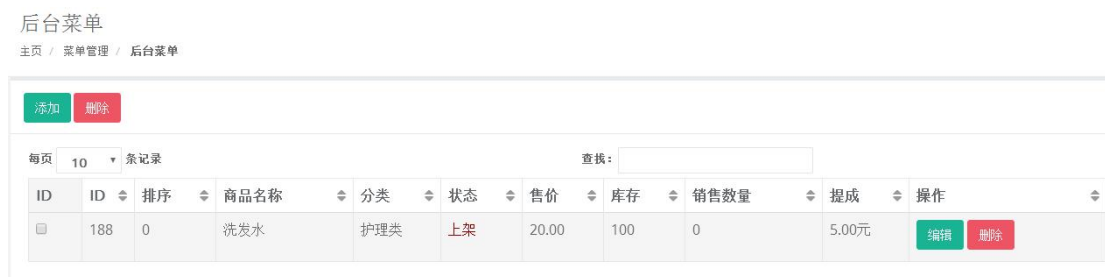 后台菜单
主页 / 菜单管理 / 后台菜单
添加 删除
每页 10 条记录 查找：
ID ID 排序 商品名称 分类 状态 售价 库存 销售数量 提成 操作
188 0 洗发水 护理类 上架 20.00 100 0 5.00元 编辑 删除